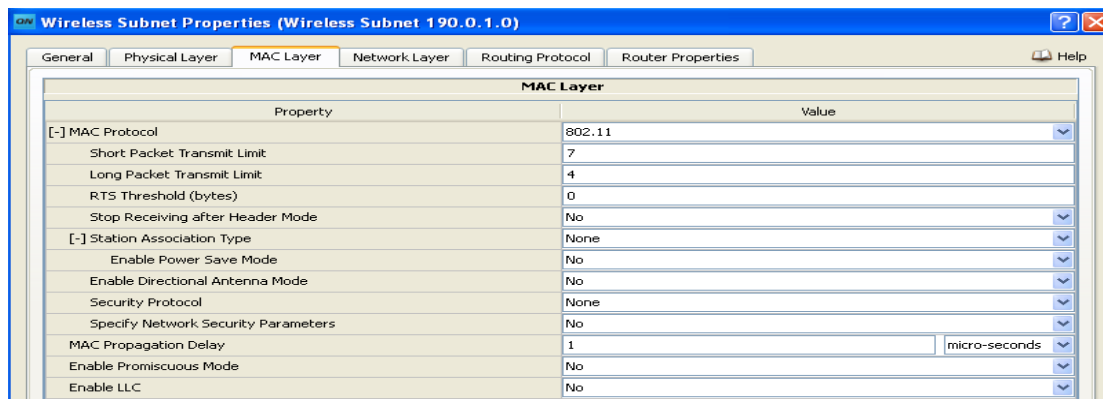 QN Wireless Subnet Properties (Wireless Subnet 190.0.1.0) ?
General Physical Layer MAC Layer Network Layer Routing Protocol Router Properties Help
MAC Layer
Property Value
[-] MAC Protocol 802.11
Short Packet Transmit Limit 7
Long Packet Transmit Limit 4
RTS Threshold (bytes) 0
Stop Receiving after Header Mode No
[-] Station Association Type None
Enable Power Save Mode No
Enable Directional Antenna Mode No
Security Protocol None
Specify Network Security Parameters No
MAC Propagation Delay 1 micro-seconds
Enable Promiscuous Mode No
Enable LLC No